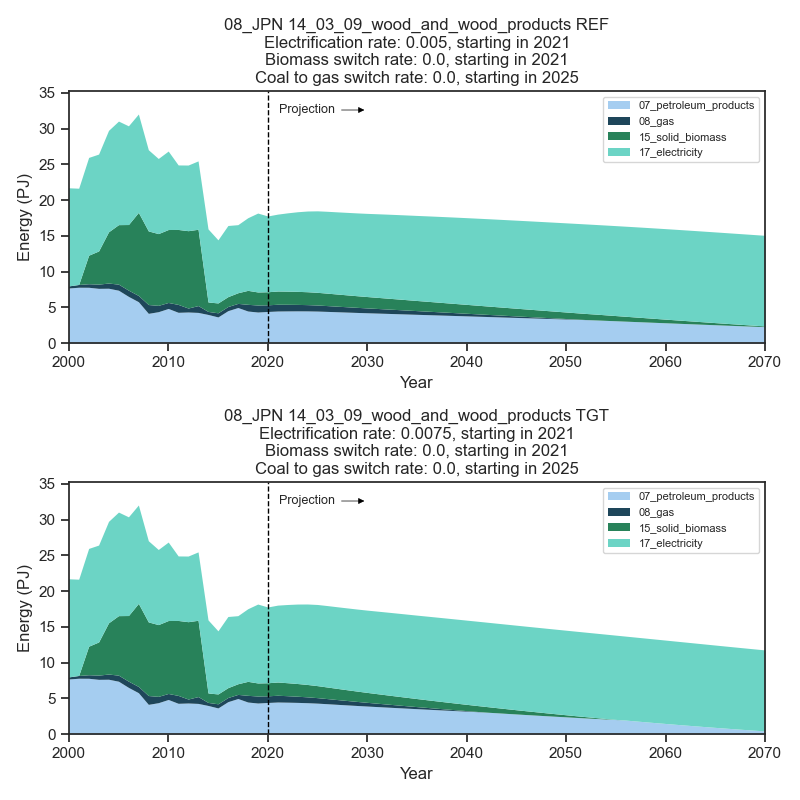 08_JPN 14_03_09_wood_and_wood_products REF
Electrification rate: 0.005, starting in 2021
Biomass switch rate: 0.0, starting in 2021
Coal to gas switch rate: 0.0, starting in 2025
35
30
25
20
15
10
5
0
Energy (PJ)
Projection
07_petroleum_products
08_gas
15_solid_biomass
17_electricity
2000 2010 2020 2030 2040 2050 2060 2070
Year
08_JPN 14_03_09_wood_and_wood_products TGT
Electrification rate: 0.0075, starting in 2021
Biomass switch rate: 0.0, starting in 2021
Coal to gas switch rate: 0.0, starting in 2025
35
30
25
20
15
10
5
0
Energy (PJ)
Projection
07_petroleum_products
08_gas
15_solid_biomass
17_electricity
2000 2010 2020 2030 2040 2050 2060 2070
Year